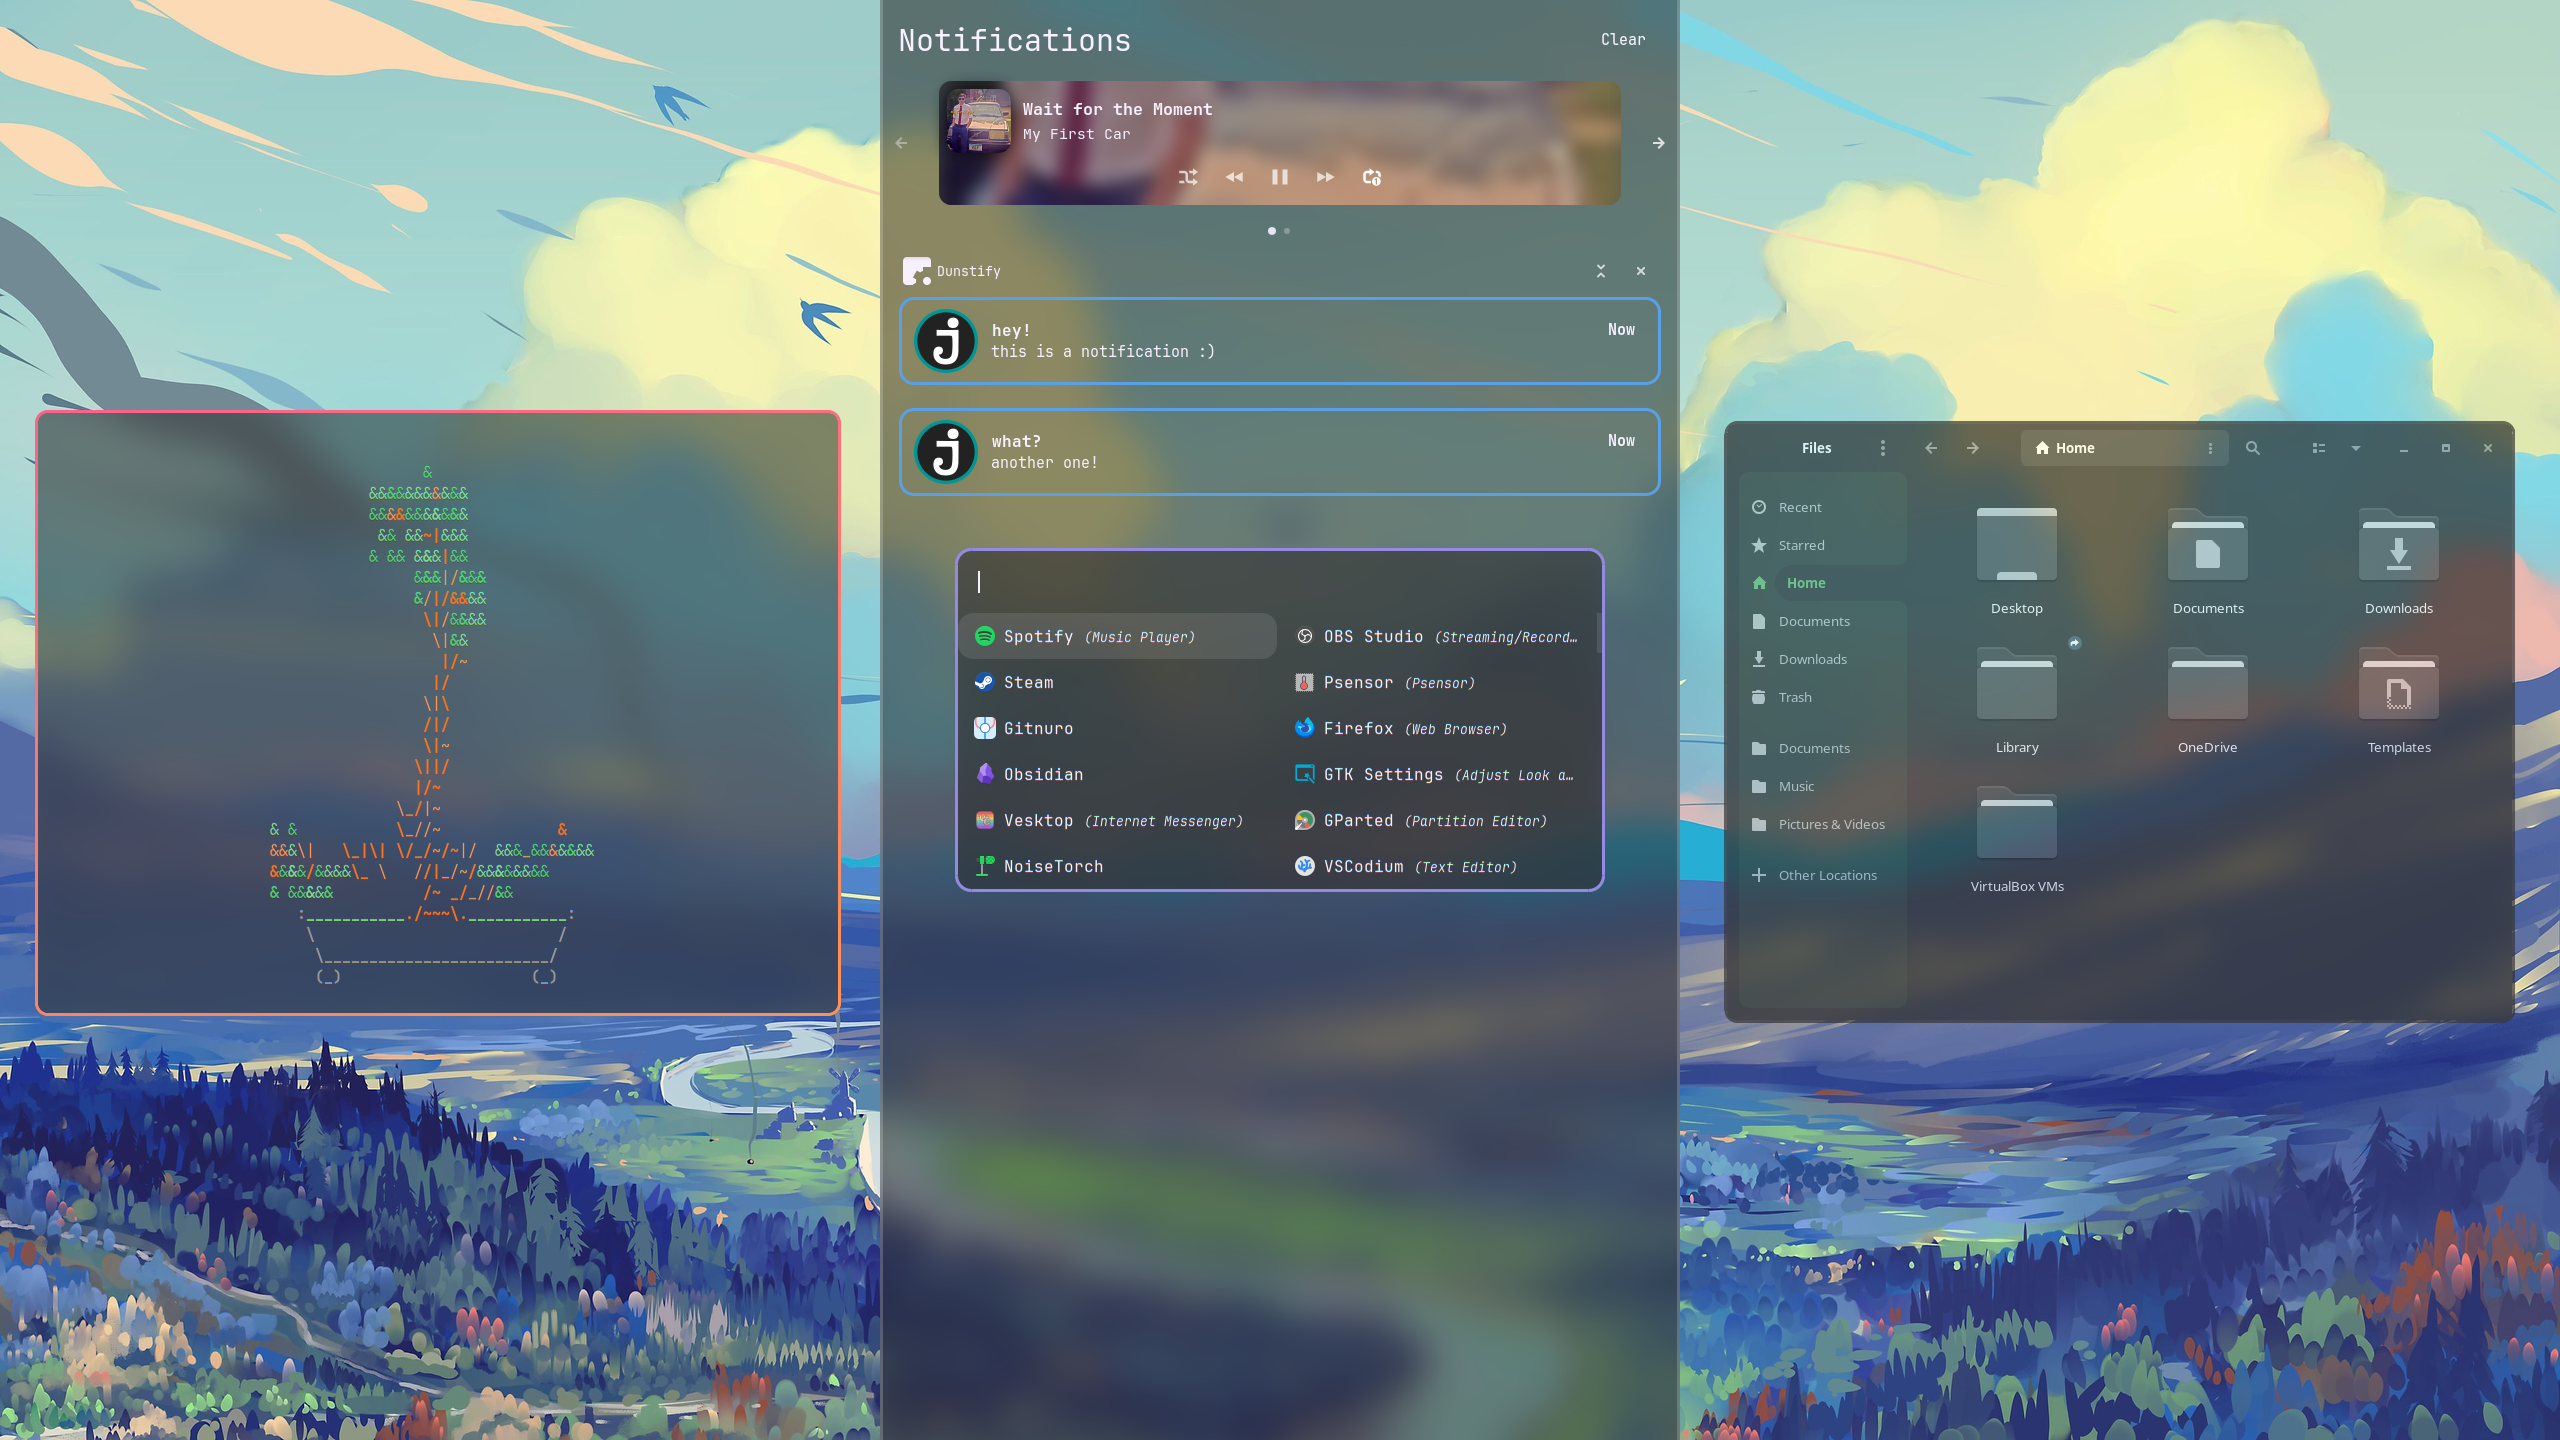 Notifications
Clear
Wait for the Moment
My First Car
Dunstify
hey!
Now
this is a notification :)
what?
Now
another one!
Spotify (Music Player)
OBS Studio (Streaming/Record…
Steam
Psensor (Psensor)
Gitnuro
Firefox (Web Browser)
Obsidian
GTK Settings (Adjust Look a…
Vesktop (Internet Messenger)
GParted (Partition Editor)
NoiseTorch
VSCodium (Text Editor)
Files
Home
Recent
Starred
Home
Documents
Downloads
Trash
Documents
Music
Pictures & Videos
Other Locations
Desktop
Documents
Downloads
Library
OneDrive
Templates
VirtualBox VMs